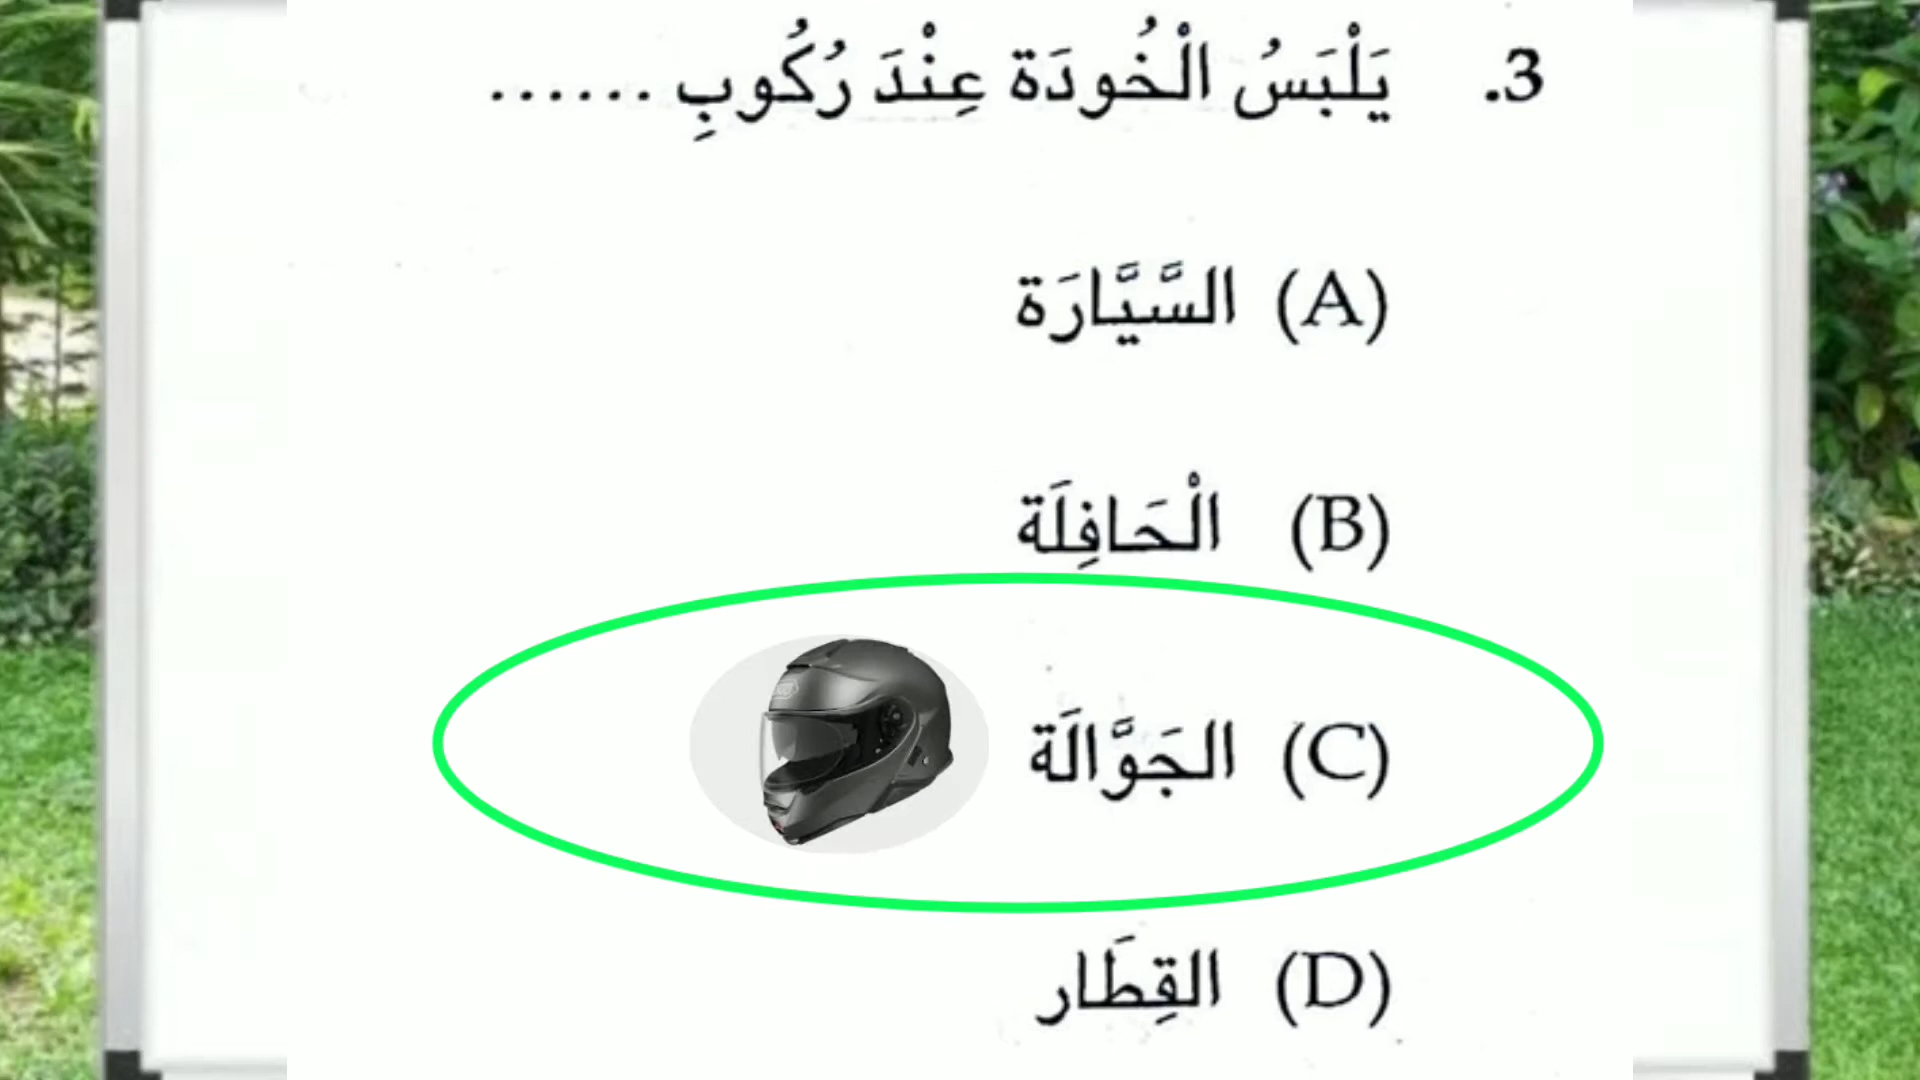 3. يَلْبَسُ الْخُودَة عِنْدَ رُكُوبِ ......
(A) السَّيَّارَة
(B) الْحَافِلَة
(C) الجَوَّالَة
(D) القِطَار